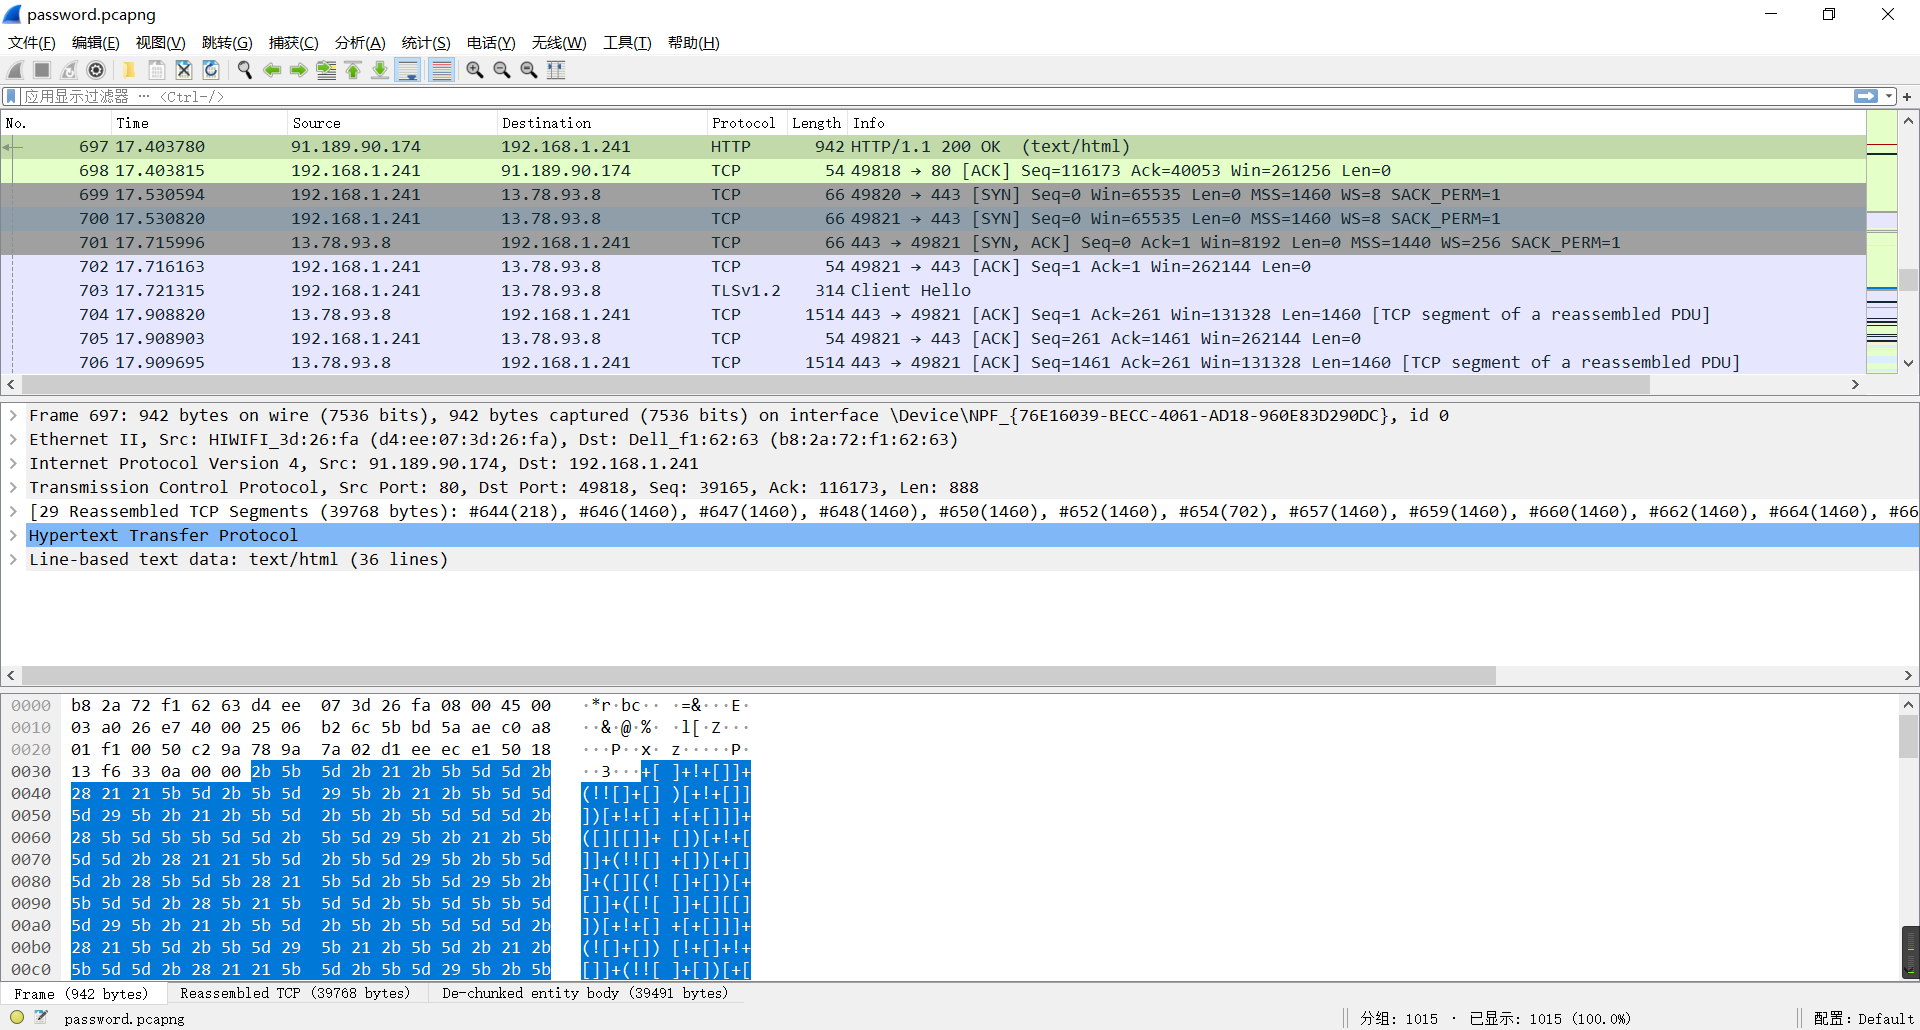 password.pcapng
文件(F) 编辑(E) 视图(V) 跳转(G) 捕获(C) 分析(A) 统计(S) 电话(Y) 无线(W) 工具(T) 帮助(H)
应用显示过滤器 … <Ctrl-/>
No. Time Source Destination Protocol Length Info
697 17.403780 91.189.90.174 192.168.1.241 HTTP 942 HTTP/1.1 200 OK (text/html)
698 17.403815 192.168.1.241 91.189.90.174 TCP 54 49818 → 80 [ACK] Seq=116173 Ack=40053 Win=261256 Len=0
699 17.530594 192.168.1.241 13.78.93.8 TCP 66 49820 → 443 [SYN] Seq=0 Win=65535 Len=0 MSS=1460 WS=8 SACK_PERM=1
700 17.530820 192.168.1.241 13.78.93.8 TCP 66 49821 → 443 [SYN] Seq=0 Win=65535 Len=0 MSS=1460 WS=8 SACK_PERM=1
701 17.715996 13.78.93.8 192.168.1.241 TCP 66 443 → 49821 [SYN, ACK] Seq=0 Ack=1 Win=8192 Len=0 MSS=1440 WS=256 SACK_PERM=1
702 17.716163 192.168.1.241 13.78.93.8 TCP 54 49821 → 443 [ACK] Seq=1 Ack=1 Win=262144 Len=0
703 17.721315 192.168.1.241 13.78.93.8 TLSv1.2 314 Client Hello
704 17.908820 13.78.93.8 192.168.1.241 TCP 1514 443 → 49821 [ACK] Seq=1 Ack=261 Win=131328 Len=1460 [TCP segment of a reassembled PDU]
705 17.908903 192.168.1.241 13.78.93.8 TCP 54 49821 → 443 [ACK] Seq=261 Ack=1461 Win=262144 Len=0
706 17.909695 13.78.93.8 192.168.1.241 TCP 1514 443 → 49821 [ACK] Seq=1461 Ack=261 Win=131328 Len=1460 [TCP segment of a reassembled PDU]
Frame 697: 942 bytes on wire (7536 bits), 942 bytes captured (7536 bits) on interface \Device\NPF_{76E16039-BECC-4061-AD18-960E83D290DC}, id 0
Ethernet II, Src: HIWIFI_3d:26:fa (d4:ee:07:3d:26:fa), Dst: Dell_f1:62:63 (b8:2a:72:f1:62:63)
Internet Protocol Version 4, Src: 91.189.90.174, Dst: 192.168.1.241
Transmission Control Protocol, Src Port: 80, Dst Port: 49818, Seq: 39165, Ack: 116173, Len: 888
[29 Reassembled TCP Segments (39768 bytes): #644(218), #646(1460), #647(1460), #648(1460), #650(1460), #652(1460), #654(702), #657(1460), #659(1460), #660(1460), #662(1460), #664(1460), #66
Hypertext Transfer Protocol
Line-based text data: text/html (36 lines)
0000 b8 2a 72 f1 62 63 d4 ee 07 3d 26 fa 08 00 45 00 ·*r·bc·· ·=&···E·
0010 03 a0 26 e7 40 00 25 06 b2 6c 5b bd 5a ae c0 a8 ··&·@·%· ·l[·Z···
0020 01 f1 00 50 c2 9a 78 9a 7a 02 d1 ee ec e1 50 18 ···P··x· z·····P·
0030 13 f6 33 0a 00 00 2b 5b 5d 2b 21 2b 5b 5d 5d 2b ··3···+[ ]+!+[]]+
0040 28 21 21 5b 5d 2b 5b 5d 29 5b 2b 21 2b 5b 5d 5d (!![]+[] )[+!+[]]
0050 5d 29 5b 2b 21 2b 5b 5d 2b 5b 2b 5b 5d 5d 5d 2b ])[+!+[] +[+[]]]+
0060 28 5b 5d 5b 5b 5d 5d 2b 5b 5d 29 5b 2b 21 2b 5b ([][[]]+ [])[+!+[
0070 5d 5d 2b 28 21 21 5b 5d 2b 5b 5d 29 5b 2b 5b 5d ]]+(!![] +[])[+[]
0080 5d 2b 28 5b 5d 5b 28 21 5b 5d 2b 5b 5d 29 5b 2b ]+([][(! []+[])[+
0090 5b 5d 5d 2b 28 5b 21 5b 5d 5d 2b 5b 5d 5b 5b 5d []]+([![ ]]+[][[]
00a0 5d 29 5b 2b 21 2b 5b 5d 2b 5b 2b 5b 5d 5d 5d 2b ])[+!+[] +[+[]]]+
00b0 28 21 5b 5d 2b 5b 5d 29 5b 21 2b 5b 5d 2b 21 2b (![]+[]) [!+[]+!+
00c0 5b 5d 5d 2b 28 21 21 5b 5d 2b 5b 5d 29 5b 2b 5b []]+(!![ ]+[])[+[
Frame (942 bytes) Reassembled TCP (39768 bytes) De-chunked entity body (39491 bytes)
password.pcapng 分组: 1015 · 已显示: 1015 (100.0%) 配置: Default